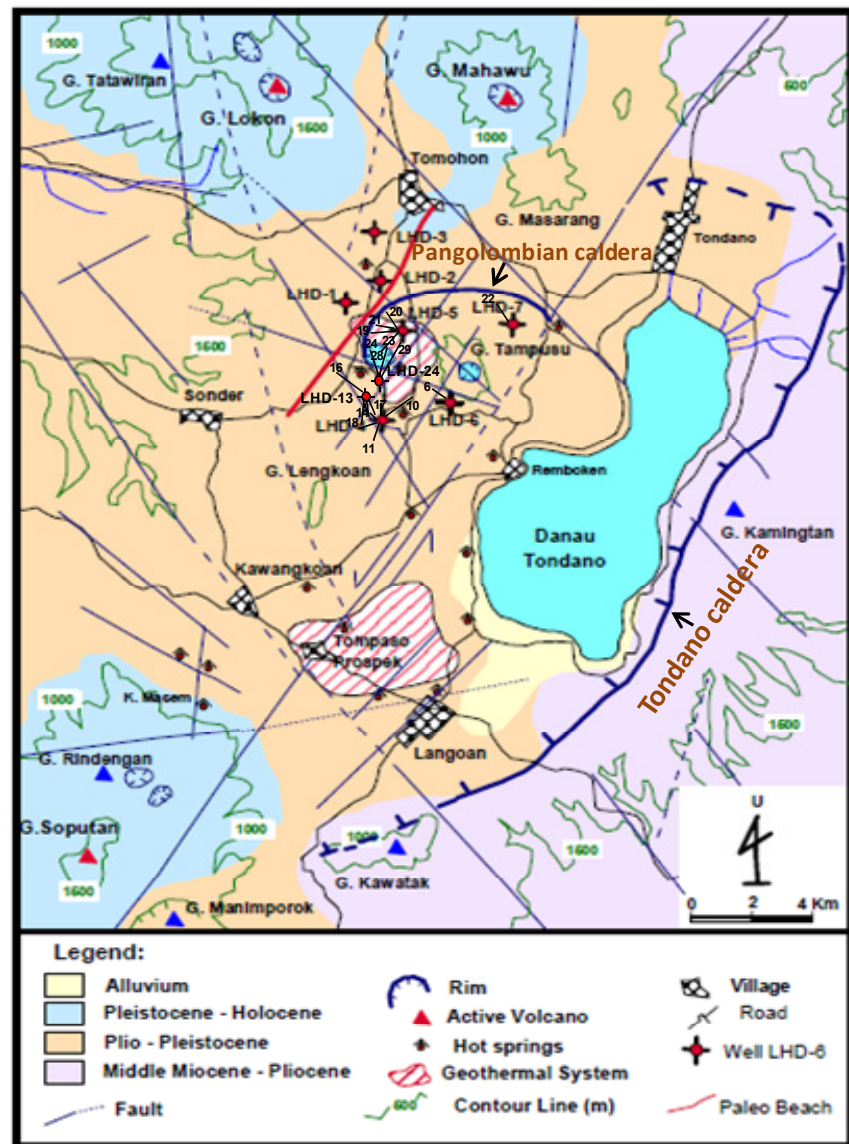 1000
G. Tatawiran
G. Lokon
1600
G. Mahawu
1000
600
Tomohon
G. Masarang
Tondano
LHD-3
Pangolombian caldera
LHD-2
LHD-1
20
21
LHD-5
22
LHD-7
19
23
24
29
28
G. Tampusu
1600
16
LHD-24
6
Sonder
LHD-13
17
10
LHD-6
18
11
G. Lengkoan
Remboken
Danau
Tondano
G. Kamingtan
Kawangkoan
Tondano caldera
Tompaso
Prospek
1000
K. Masem
1600
Langoan
G. Rindengan
G.Soputan
1000
1000
1600
1600
G. Kawatak
G. Manimporok
U
0 2 4 Km
Legend:
Alluvium
Pleistocene - Holocene
Plio - Pleistocene
Middle Miocene - Pliocene
Fault
Rim
Active Volcano
Hot springs
Geothermal System
600
Contour Line (m)
Village
Road
Well LHD-6
Paleo Beach